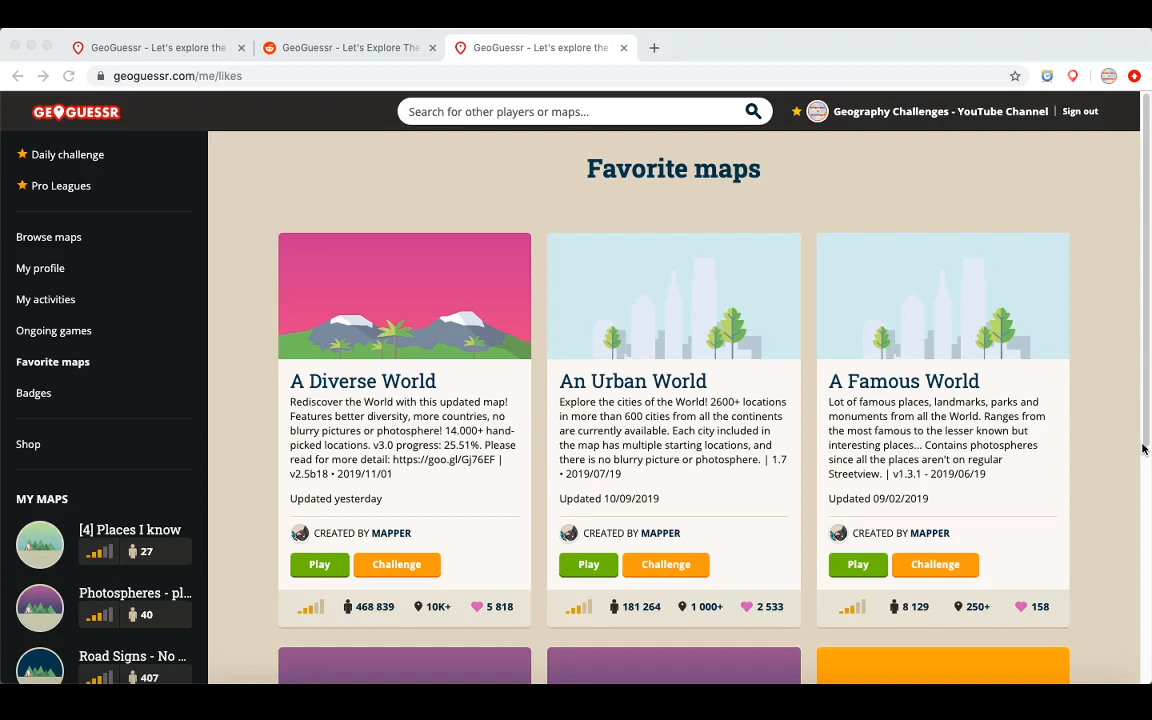 GeoGuessr - Let's explore the
GeoGuessr - Let's Explore The
GeoGuessr - Let's explore the
geoguessr.com/me/likes
GEOGUESSR
Search for other players or maps...
Geography Challenges - YouTube Channel
Sign out
Daily challenge
Pro Leagues
Browse maps
My profile
My activities
Ongoing games
Favorite maps
Badges
Shop
MY MAPS
[4] Places I know
27
Photospheres - pl...
40
Road Signs - No ...
407
Favorite maps
A Diverse World
Rediscover the World with this updated map!
Features better diversity, more countries, no
blurry pictures or photosphere! 14.000+ hand-
picked locations. v3.0 progress: 25.51%. Please
read for more detail: https://goo.gl/Gj76EF |
v2.5b18 • 2019/11/01
Updated yesterday
CREATED BY MAPPER
Play
Challenge
468 839
10K+
5 818
An Urban World
Explore the cities of the World! 2600+ locations
in more than 600 cities from all the continents
are currently available. Each city included in
the map has multiple starting locations, and
there is no blurry picture or photosphere. | 1.7
• 2019/07/19
Updated 10/09/2019
CREATED BY MAPPER
Play
Challenge
181 264
1 000+
2 533
A Famous World
Lot of famous places, landmarks, parks and
monuments from all the World. Ranges from
the most famous to the lesser known but
interesting places... Contains photospheres
since all the places aren't on regular
Streetview. | v1.3.1 - 2019/06/19
Updated 09/02/2019
CREATED BY MAPPER
Play
Challenge
8 129
250+
158